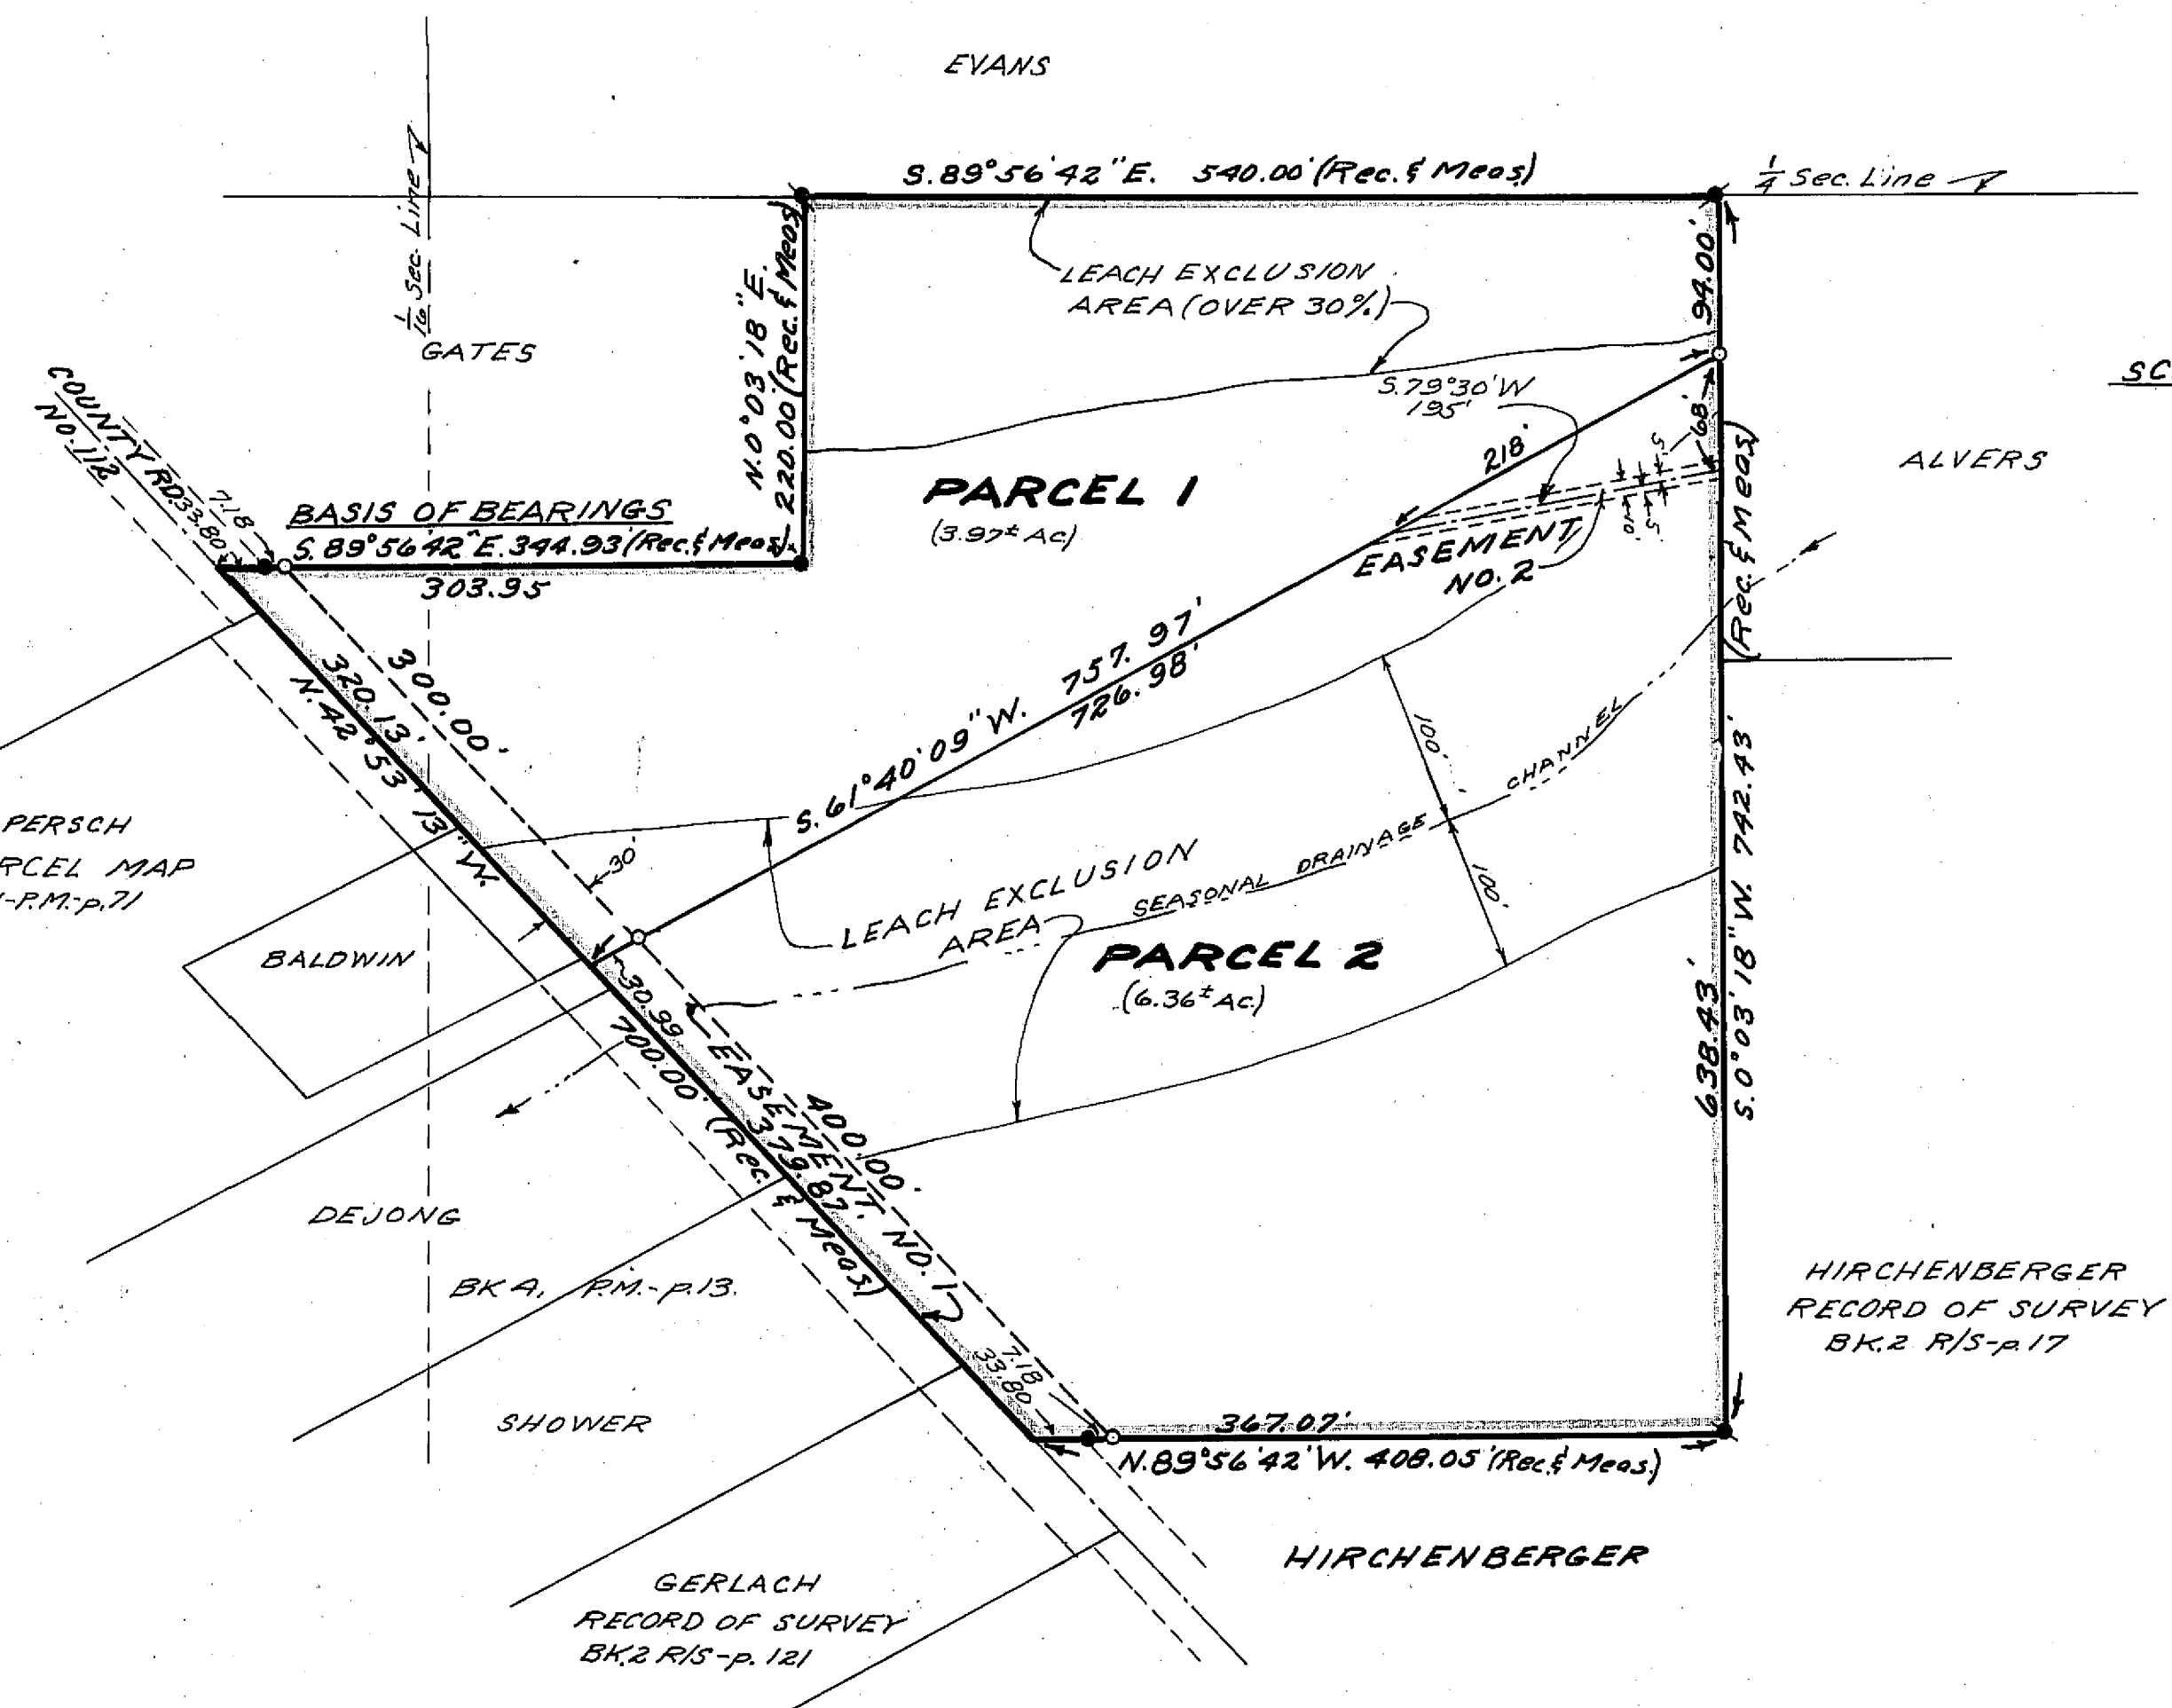 EVANS
S.89°56'42"E. 540.00'(Rec.& Meas)
1/4 Sec. Line
1/16 Sec. Line
GATES
N.0°03'18"E.
220.00'(Rec.& Meas)
LEACH EXCLUSION
AREA (OVER 30%)
94.00'
S.79°30'W
195'
68'
218'
5'
5'
10'
SC
ALVERS
COUNTY RD.
NO. 112
33.80
7.18
BASIS OF BEARINGS
S.89°56'42"E. 344.93'(Rec.& Meas)
303.95
PARCEL 1
(3.97± Ac)
EASEMENT
NO. 2
(Rec.& Meas)
300.00'
320.13'
N.42°53'13"W.
757.97'
S.61°40'09"W.
726.98'
100'
CHANNEL
DRAINAGE
SEASONAL
100'
30'
LEACH EXCLUSION
AREA
PERSCH
RCEL MAP
-P.M.-p.71
BALDWIN
PARCEL 2
(6.36± Ac.)
638.43'
S.0°03'18"W. 742.43'
30.99
700.00' (Rec. & Meas.)
EASEMENT NO. 1
379.87'
400.00'
DEJONG
BK 4, P.M.-p.13.
SHOWER
7.18
33.80
367.07'
N.89°56'42'W. 408.05'(Rec.& Meas.)
HIRCHENBERGER
RECORD OF SURVEY
BK.2 R/S-p.17
HIRCHENBERGER
GERLACH
RECORD OF SURVEY
BK.2 R/S-p.121